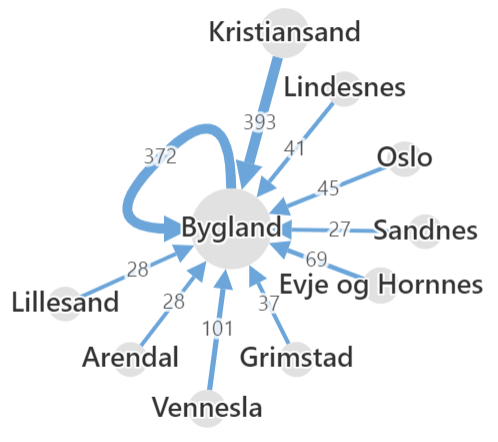 Kristiansand
Lindesnes
393
41
372
Oslo
45
Bygland
27
Sandnes
69
28
Evje og Hornnes
Lillesand
28
37
101
Arendal
Grimstad
Vennesla